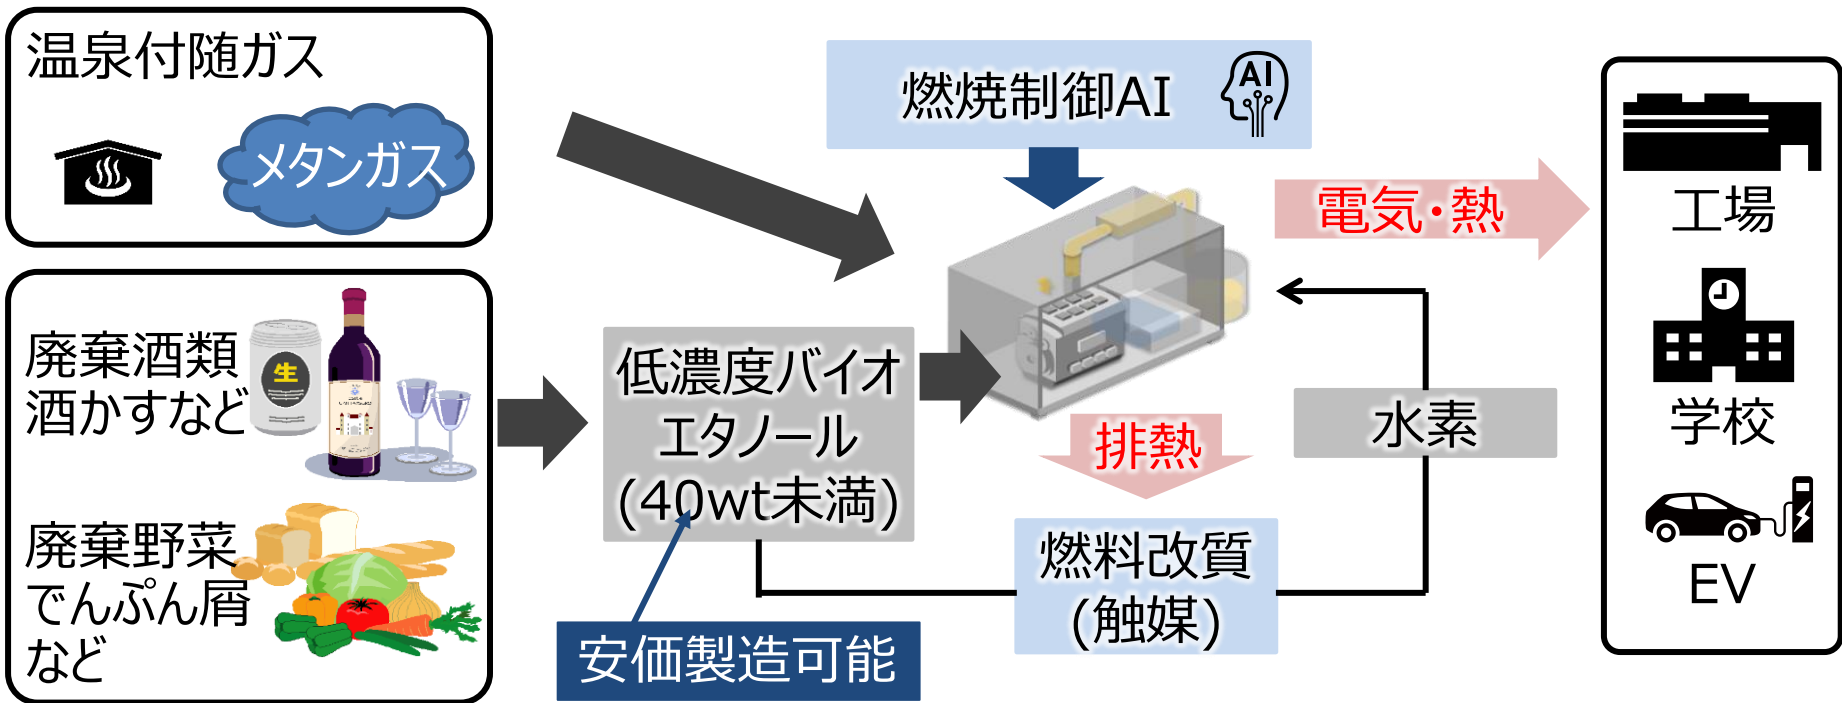 温泉付随ガス
メタンガス
廃棄酒類
酒かすなど
生
廃棄野菜
でんぷん屑
など
低濃度バイオ
エタノール
(40wt未満)
安価製造可能
燃焼制御AI
AI
排熱
燃料改質
(触媒)
水素
電気・熱
工場
学校
EV